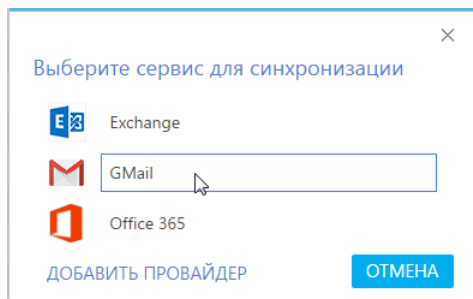 Выберите сервис для синхронизации
Exchange
GMail
Office 365
ДОБАВИТЬ ПРОВАЙДЕР
ОТМЕНА